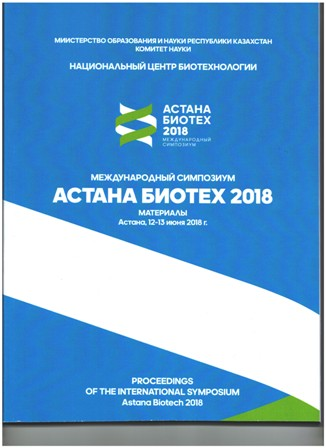 МИИСТЕРСТВО ОБРАЗОВАНИЯ И НАУКИ РЕСПУБЛИКИ КАЗАХСТАН
КОМИТЕТ НАУКИ
НАЦИОНАЛЬНЫЙ ЦЕНТР БИОТЕХНОЛОГИИ
АСТАНА
БИОТЕХ
2018
МЕЖДУНАРОДНЫЙ
СИМПОЗИУМ
МЕЖДУНАРОДНЫЙ СИМПОЗИУМ
АСТАНА БИОТЕХ 2018
МАТЕРИАЛЫ
Астана, 12-13 июня 2018 г.
PROCEEDINGS
OF THE INTERNATIONAL SYMPOSIUM
Astana Biotech 2018